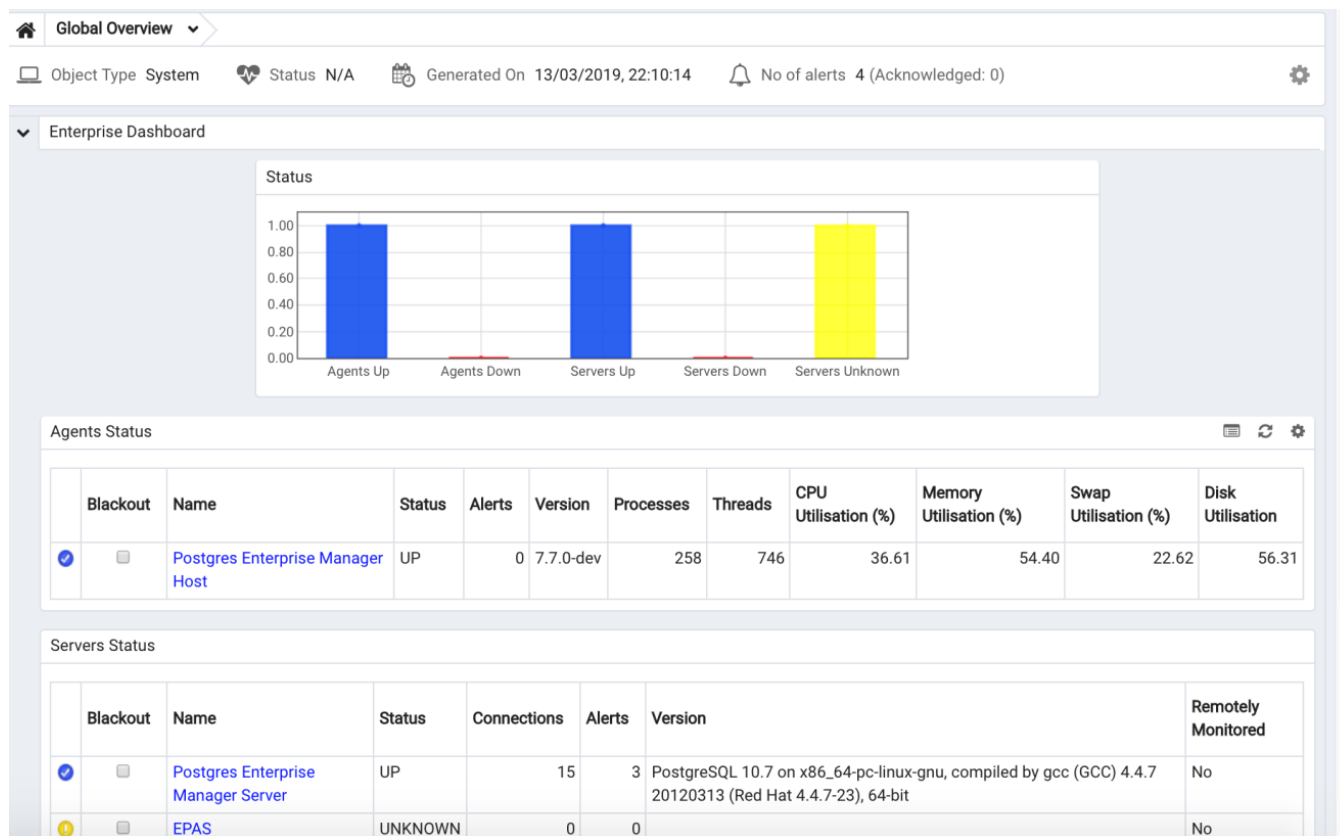 Global Overview
Object Type System Status N/A Generated On 13/03/2019, 22:10:14 No of alerts 4 (Acknowledged: 0)
Enterprise Dashboard
Status
1.00
0.80
0.60
0.40
0.20
0.00
Agents Up Agents Down Servers Up Servers Down Servers Unknown
Agents Status
Blackout Name Status Alerts Version Processes Threads CPU Utilisation (%) Memory Utilisation (%) Swap Utilisation (%) Disk Utilisation
Postgres Enterprise Manager Host UP 0 7.7.0-dev 258 746 36.61 54.40 22.62 56.31
Servers Status
Blackout Name Status Connections Alerts Version Remotely Monitored
Postgres Enterprise Manager Server UP 15 3 PostgreSQL 10.7 on x86_64-pc-linux-gnu, compiled by gcc (GCC) 4.4.7 20120313 (Red Hat 4.4.7-23), 64-bit No
EPAS UNKNOWN 0 0 No